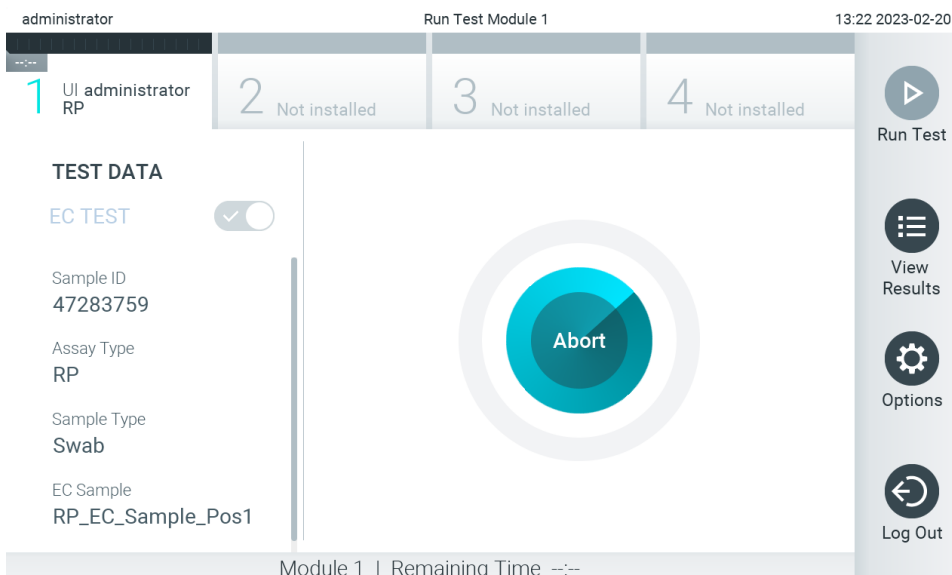 administrator
Run Test Module 1
13:22 2023-02-20
--:--
1 UI administrator
RP
2 Not installed
3 Not installed
4 Not installed
Run Test
TEST DATA
EC TEST
Sample ID
47283759
Assay Type
RP
Sample Type
Swab
EC Sample
RP_EC_Sample_Pos1
Abort
View
Results
Options
Log Out
Module 1 | Remaining Time --:--